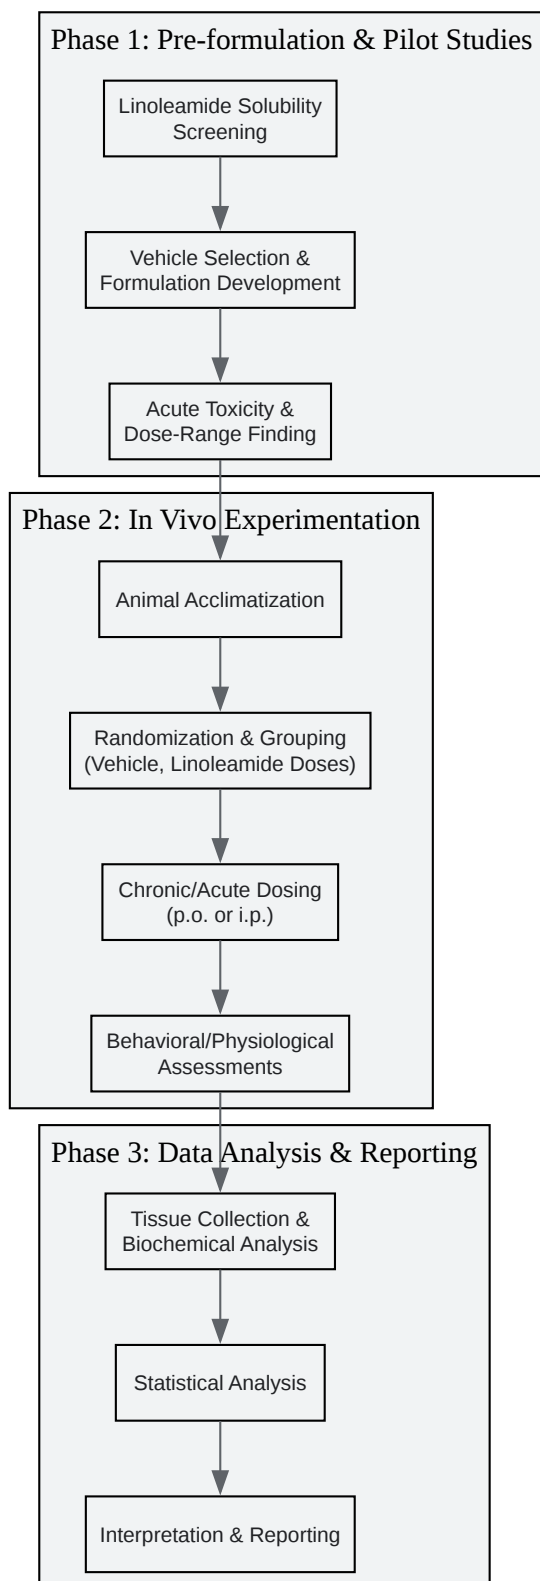 Phase 1: Pre-formulation & Pilot Studies
Linoleamide Solubility
Screening
Vehicle Selection &
Formulation Development
Acute Toxicity &
Dose-Range Finding
Phase 2: In Vivo Experimentation
Animal Acclimatization
Randomization & Grouping
(Vehicle, Linoleamide Doses)
Chronic/Acute Dosing
(p.o. or i.p.)
Behavioral/Physiological
Assessments
Phase 3: Data Analysis & Reporting
Tissue Collection &
Biochemical Analysis
Statistical Analysis
Interpretation & Reporting